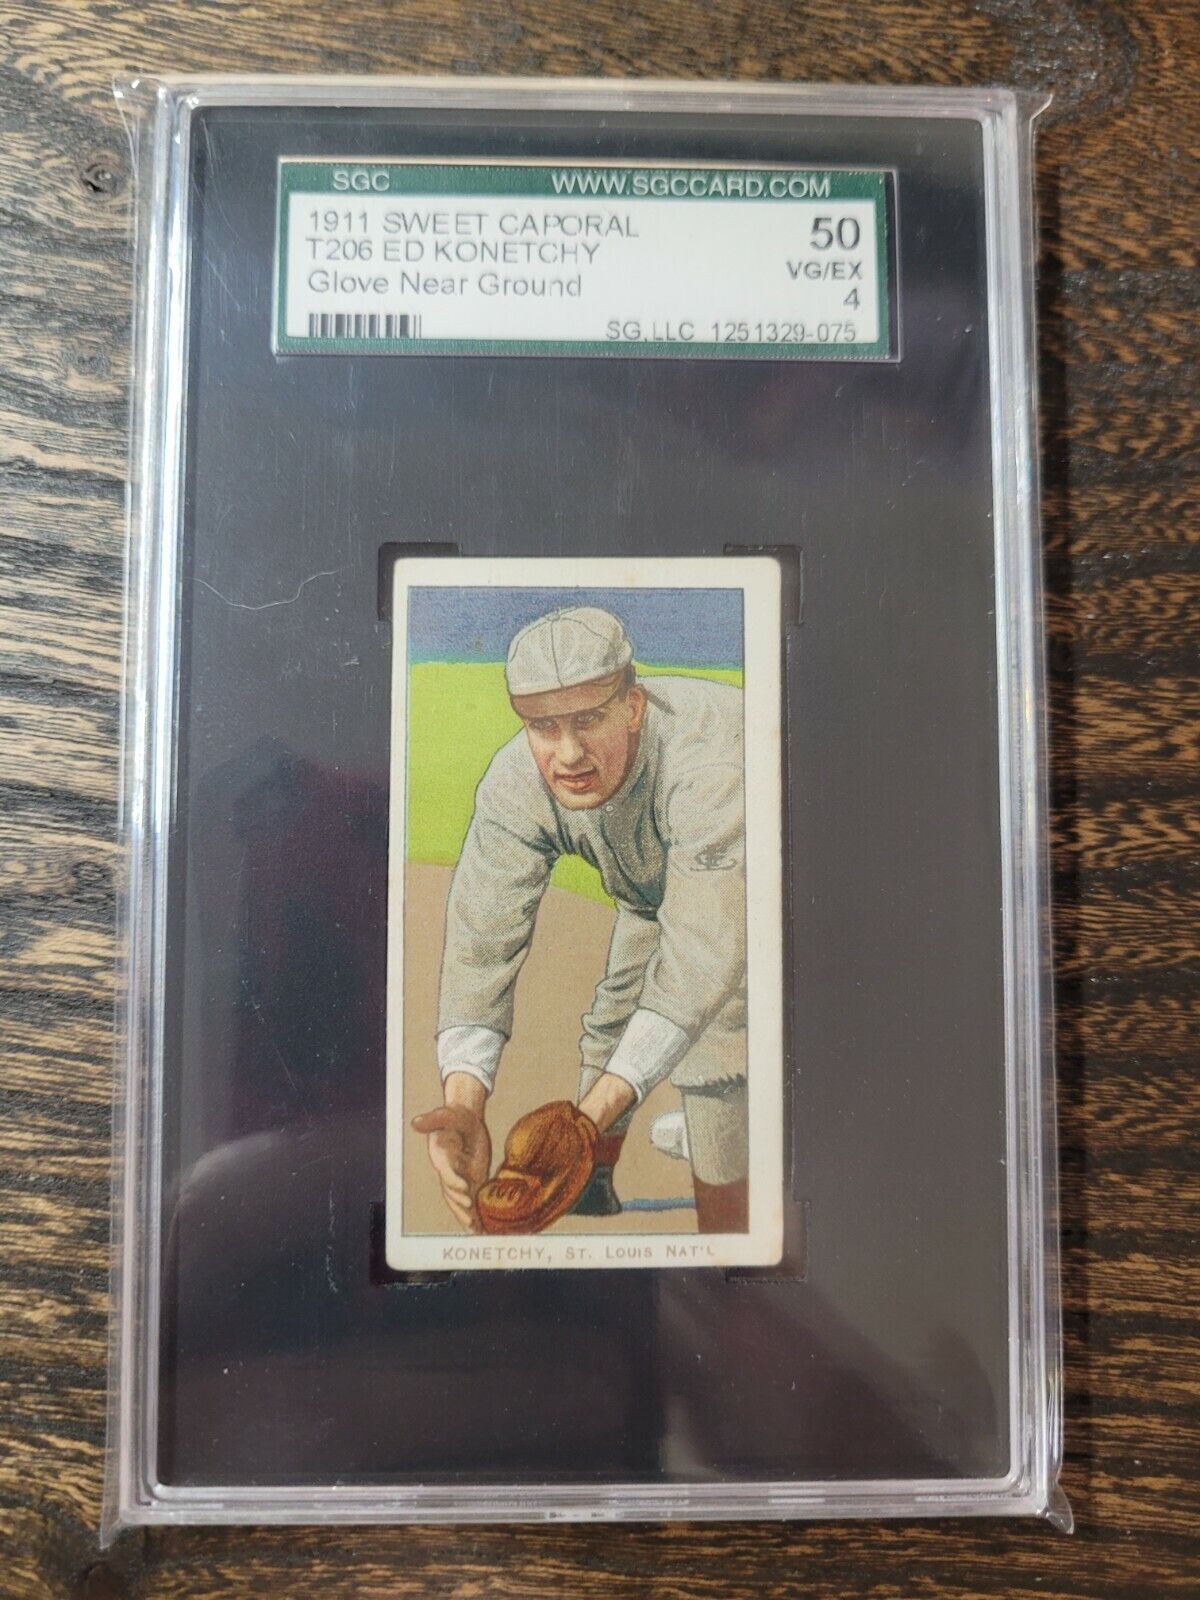 SGC WWW.SGCCARD.COM
1911 SWEET CAPORAL 50
T206 ED KONETCHY VG/EX
Glove Near Ground 4
SG,LLC 1251329-075
KONETCHY, ST. LOUIS NAT'L